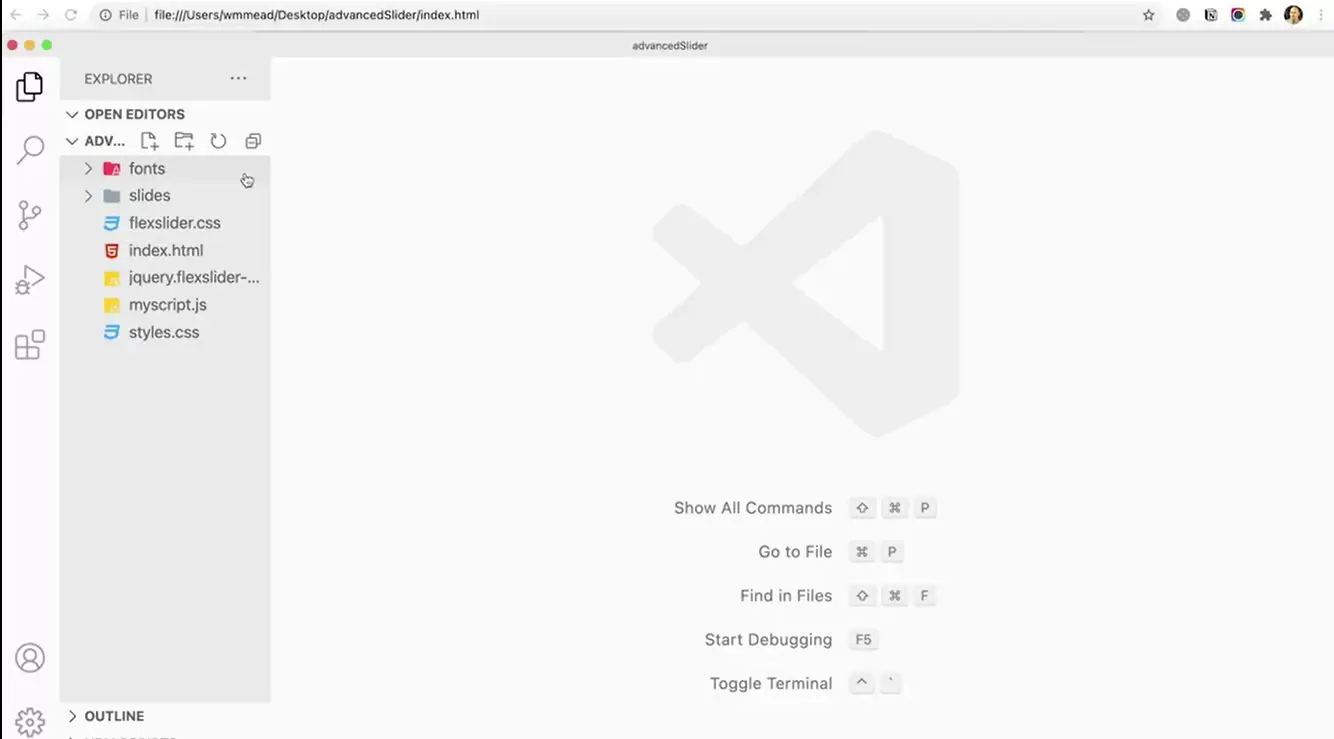 File file:///Users/wmmead/Desktop/advancedSlider/index.html
advancedSlider
EXPLORER
OPEN EDITORS
ADV...
fonts
slides
flexslider.css
index.html
jquery.flexslider-...
myscript.js
styles.css
Show All Commands ⇧ ⌘ P
Go to File ⌘ P
Find in Files ⇧ ⌘ F
Start Debugging F5
Toggle Terminal ^ `
OUTLINE